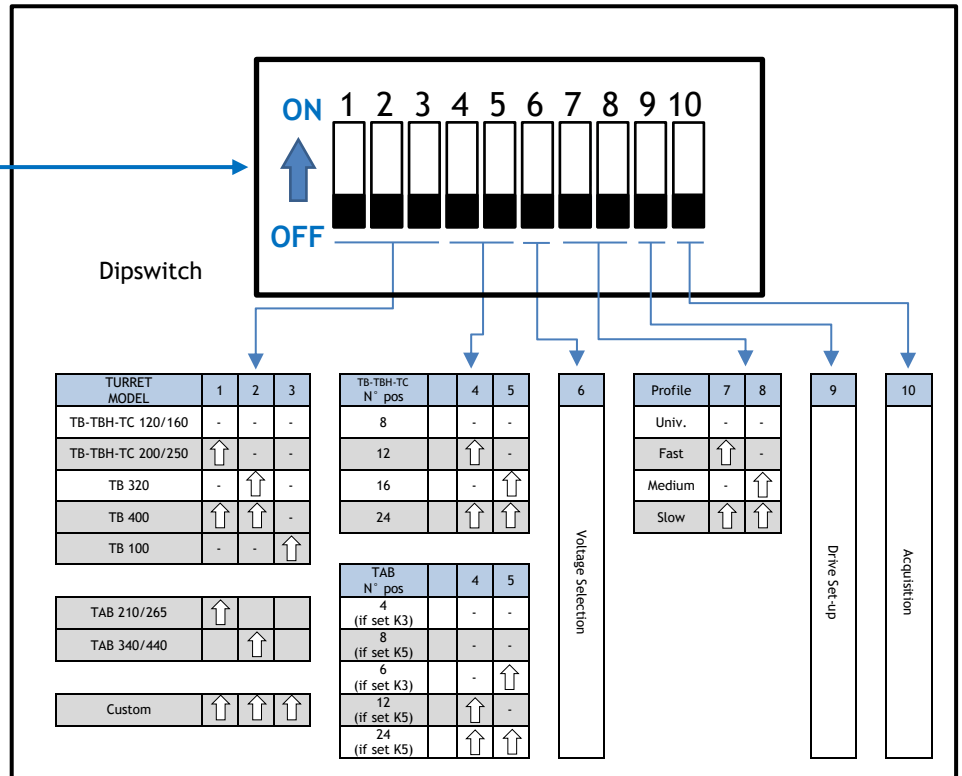 ON 1 2 3 4 5 6 7 8 9 10
OFF
Dipswitch
TURRET MODEL 1 2 3
TB-TBH-TC 120/160 - - -
TB-TBH-TC 200/250 ⇧ - -
TB 320 - ⇧ -
TB 400 ⇧ ⇧ -
TB 100 - - ⇧
TAB 210/265 ⇧
TAB 340/440 ⇧
Custom ⇧ ⇧ ⇧
TB-TBH-TC
N° pos 4 5
8 - -
12 ⇧ -
16 - ⇧
24 ⇧ ⇧
TAB
N° pos 4 5
4
(if set K3) - -
8
(if set K5) - -
6
(if set K3) - ⇧
12
(if set K5) ⇧ -
24
(if set K5) ⇧ ⇧
6
Voltage Selection
Profile 7 8
Univ. - -
Fast ⇧ -
Medium - ⇧
Slow ⇧ ⇧
9
Drive Set-up
10
Acquisition